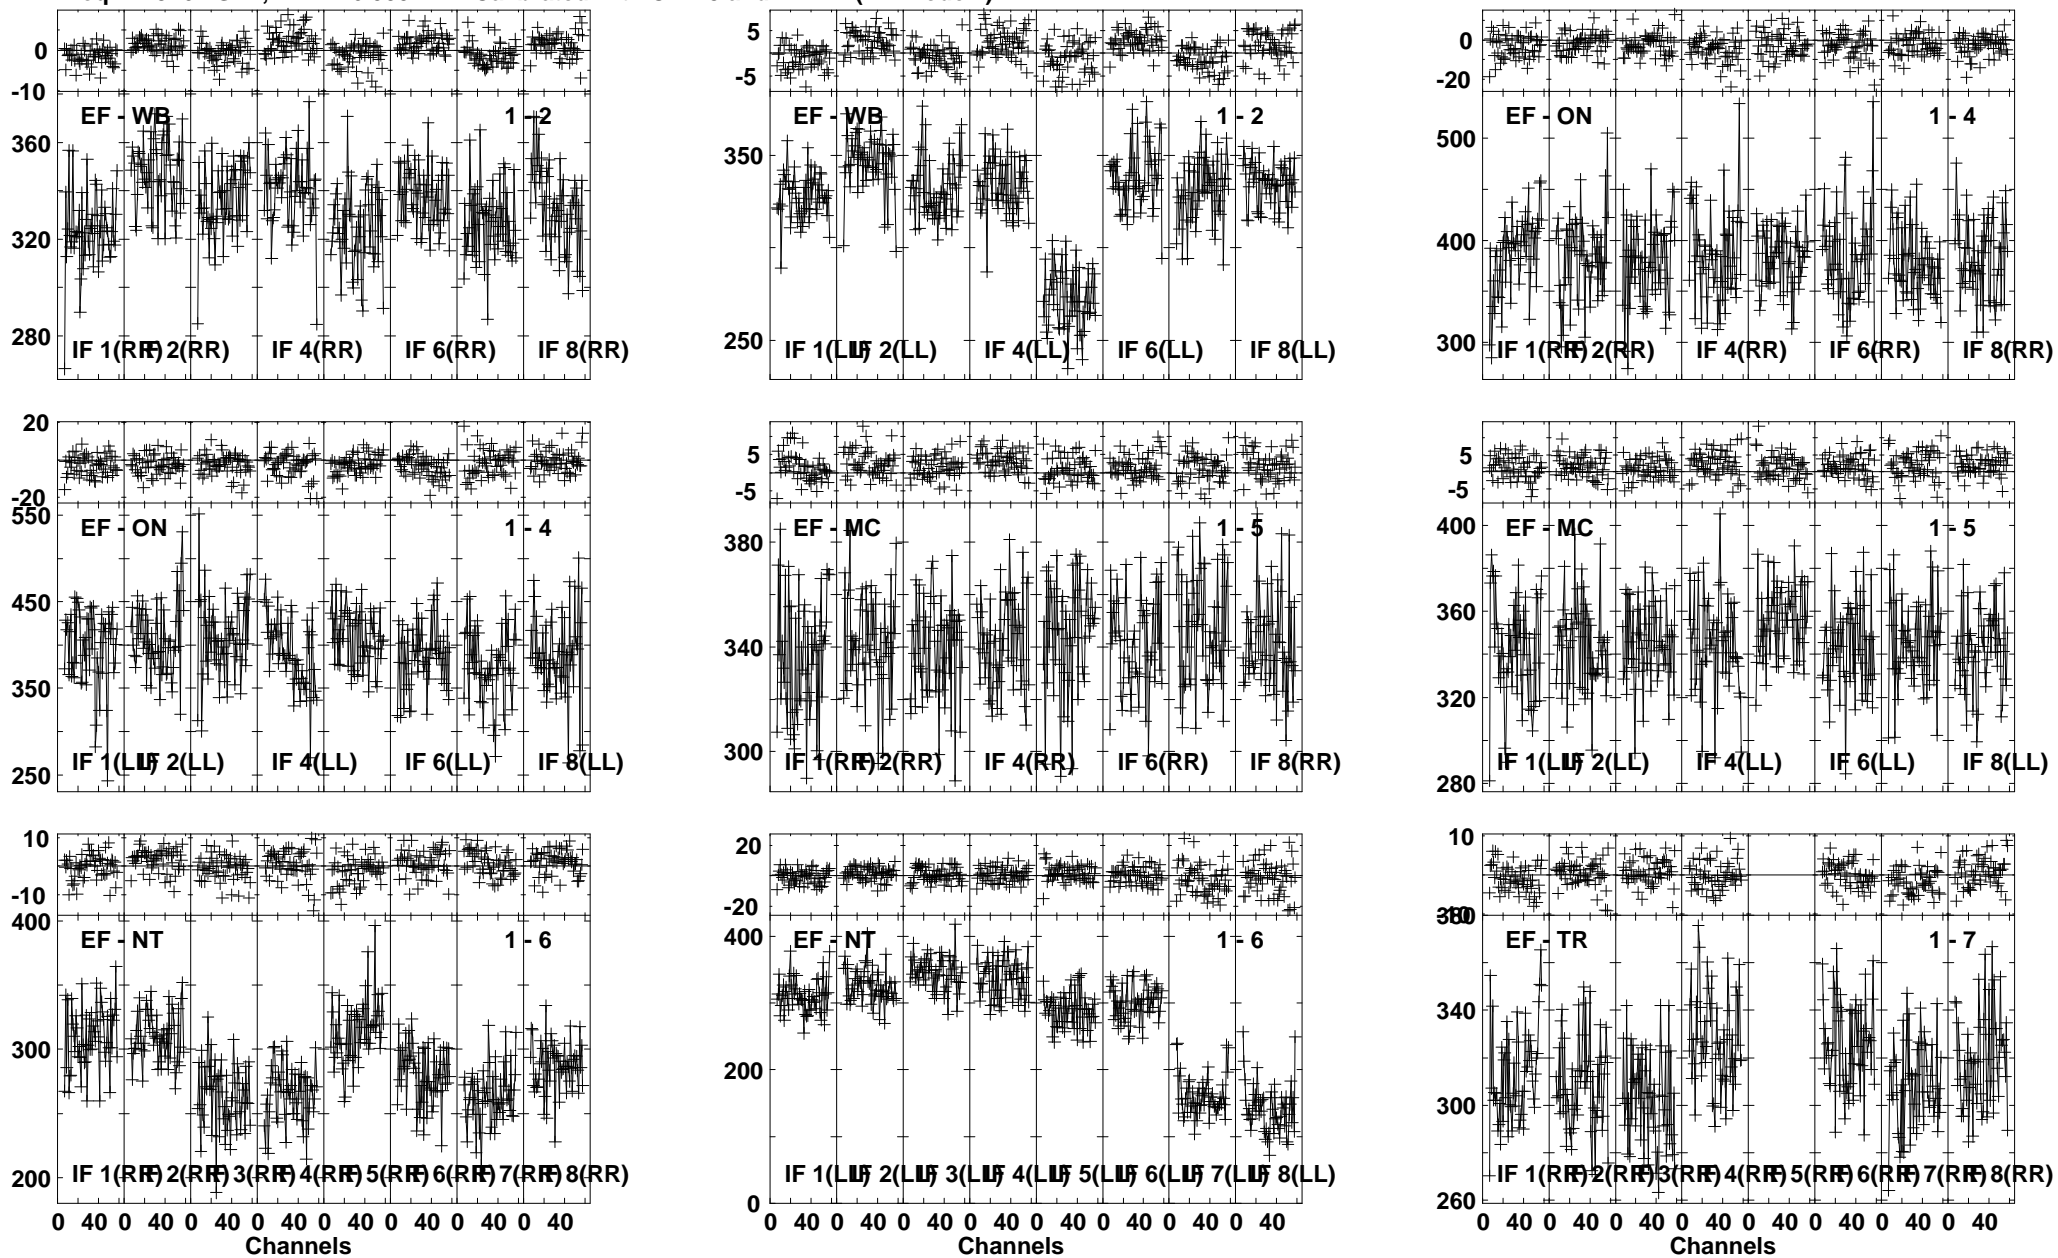 0
-10
EF - WB
1 - 2
360
320
280
IF 1(RR)
IF 2(RR)
IF 4(RR)
IF 6(RR)
IF 8(RR)
5
-5
EF - WB
1 - 2
350
250
IF 1(LL)
IF 2(LL)
IF 4(LL)
IF 6(LL)
IF 8(LL)
0
-20
EF - ON
1 - 4
500
400
300
IF 1(RR)
IF 2(RR)
IF 4(RR)
IF 6(RR)
IF 8(RR)
20
-20
550
EF - ON
1 - 4
450
350
250
IF 1(LL)
IF 2(LL)
IF 4(LL)
IF 6(LL)
IF 8(LL)
5
-5
EF - MC
1 - 5
380
340
300
IF 1(RR)
IF 2(RR)
IF 4(RR)
IF 6(RR)
IF 8(RR)
5
-5
400
EF - MC
1 - 5
360
320
280
IF 1(LL)
IF 2(LL)
IF 4(LL)
IF 6(LL)
IF 8(LL)
10
-10
400
EF - NT
1 - 6
300
200
IF 1(RR)
IF 2(RR)
IF 3(RR)
IF 4(RR)
IF 5(RR)
IF 6(RR)
IF 7(RR)
IF 8(RR)
0 40 0 40 0 40 0 40 0 40 0 40 0 40 0 40
Channels
20
-20
400
EF - NT
1 - 6
200
0
IF 1(LL)
IF 2(LL)
IF 3(LL)
IF 4(LL)
IF 5(LL)
IF 6(LL)
IF 7(LL)
IF 8(LL)
0 40 0 40 0 40 0 40 0 40 0 40 0 40 0 40
Channels
10
-10
380
EF - TR
1 - 7
340
300
260
IF 1(RR)
IF 2(RR)
IF 3(RR)
IF 4(RR)
IF 5(RR)
IF 6(RR)
IF 7(RR)
IF 8(RR)
0 40 0 40 0 40 0 40 0 40 0 40 0 40 0 40
Channels